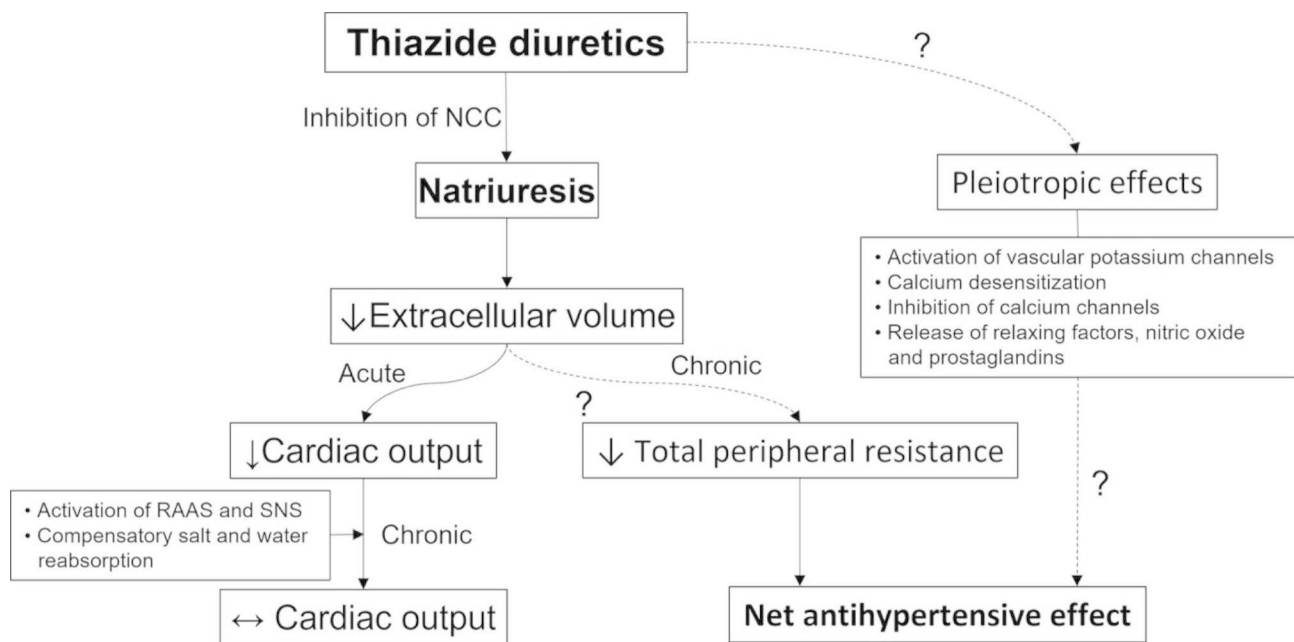 Thiazide diuretics
?
Inhibition of NCC
Natriuresis
Pleiotropic effects
• Activation of vascular potassium channels
• Calcium desensitization
• Inhibition of calcium channels
• Release of relaxing factors, nitric oxide
and prostaglandins
↓Extracellular volume
Acute
Chronic
?
↓Cardiac output
↓ Total peripheral resistance
?
• Activation of RAAS and SNS
• Compensatory salt and water
reabsorption
Chronic
↔ Cardiac output
Net antihypertensive effect